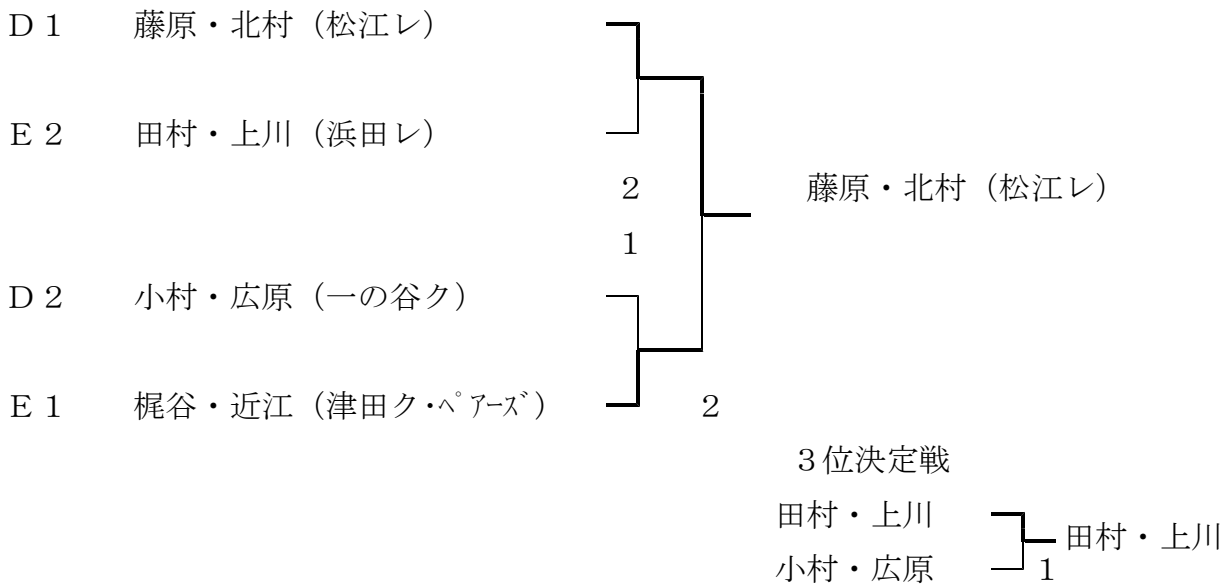 Ｄ１　藤原・北村（松江レ）
Ｅ２　田村・上川（浜田レ）
２　藤原・北村（松江レ）
１
Ｄ２　小村・広原（一の谷ク）
Ｅ１　梶谷・近江（津田ク・ﾍﾟｱｰｽﾞ）　２
３位決定戦
田村・上川　田村・上川
小村・広原　１